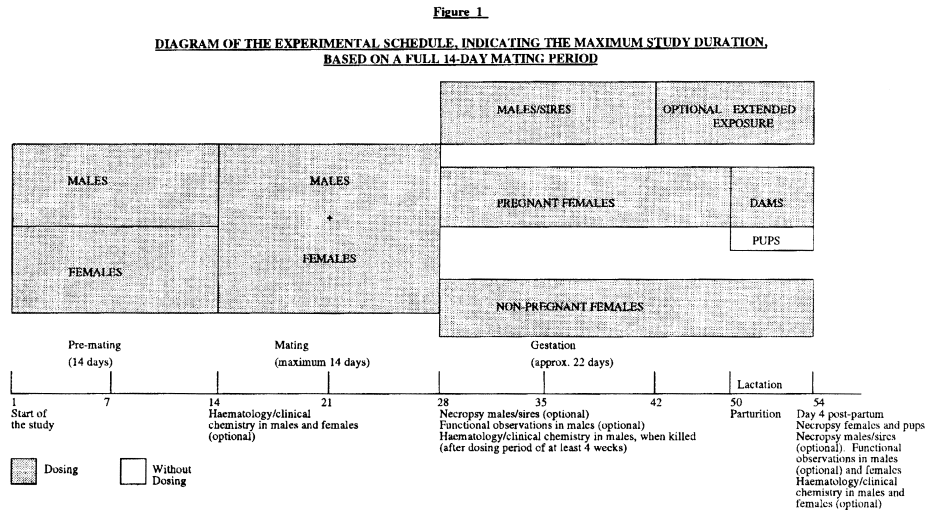 Figure 1
DIAGRAM OF THE EXPERIMENTAL SCHEDULE, INDICATING THE MAXIMUM STUDY DURATION,
BASED ON A FULL 14-DAY MATING PERIOD
MALES/SIRES
OPTIONAL EXTENDED
EXPOSURE
MALES
MALES
+
FEMALES
FEMALES
PREGNANT FEMALES
DAMS
PUPS
NON-PREGNANT FEMALES
Pre-mating
(14 days)
Mating
(maximum 14 days)
Gestation
(approx. 22 days)
Lactation
1 7 14 21 28 35 42 50 54
Start of
the study
Haematology/clinical
chemistry in males and females
(optional)
Necropsy males/sires (optional)
Functional observations in males (optional)
Haematology/clinical chemistry in males, when killed
(after dosing period of at least 4 weeks)
Parturition
Day 4 post-partum
Necropsy females and pups
Necropsy males/sires
(optional). Functional
observations in males
(optional) and females
Haematology/clinical
chemistry in males and
females (optional)
Dosing
Without
Dosing